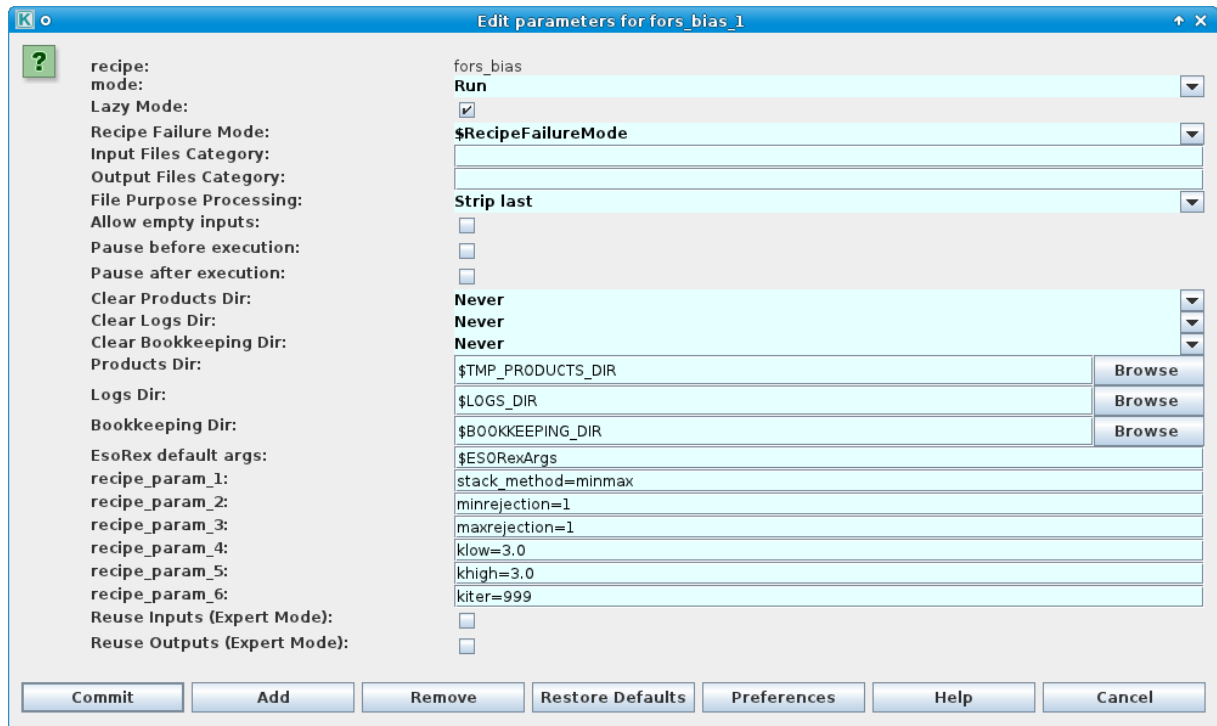 K Edit parameters for fors_bias_1
?
recipe: fors_bias
mode: Run
Lazy Mode:
Recipe Failure Mode: $RecipeFailureMode
Input Files Category:
Output Files Category:
File Purpose Processing: Strip last
Allow empty inputs:
Pause before execution:
Pause after execution:
Clear Products Dir: Never
Clear Logs Dir: Never
Clear Bookkeeping Dir: Never
Products Dir: $TMP_PRODUCTS_DIR Browse
Logs Dir: $LOGS_DIR Browse
Bookkeeping Dir: $BOOKKEEPING_DIR Browse
EsoRex default args: $ESORexArgs
recipe_param_1: stack_method=minmax
recipe_param_2: minrejection=1
recipe_param_3: maxrejection=1
recipe_param_4: klow=3.0
recipe_param_5: khigh=3.0
recipe_param_6: kiter=999
Reuse Inputs (Expert Mode):
Reuse Outputs (Expert Mode):
Commit Add Remove Restore Defaults Preferences Help Cancel